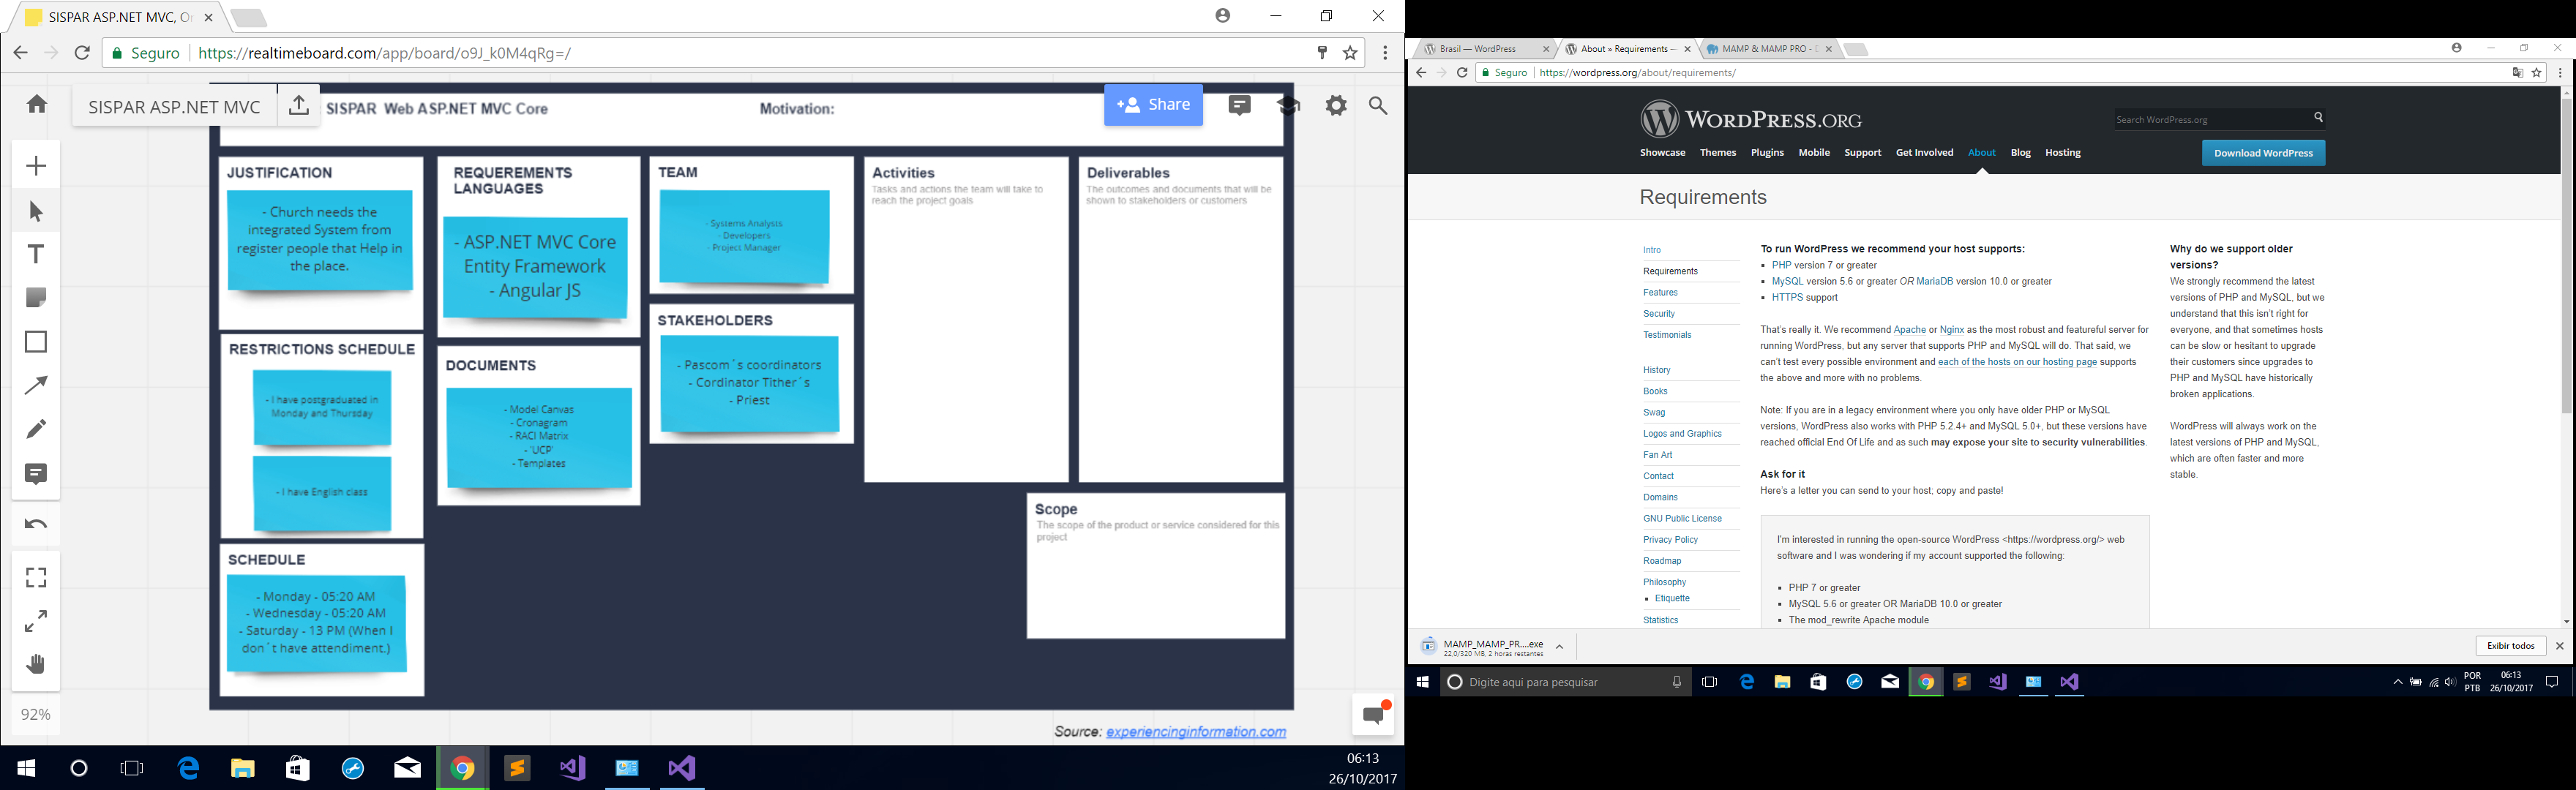 SISPAR ASP.NET MVC, O
Seguro
https://realtimeboard.com/app/board/o9J_k0M4qRg=/
SISPAR ASP.NET MVC
SISPAR Web ASP.NET MVC Core
Motivation:
Share
JUSTIFICATION
- Church needs the
integrated System from
register people that Help in
the place.
RESTRICTIONS SCHEDULE
- I have postgraduated in
Monday and Thursday
- I have English class
SCHEDULE
- Monday - 05:20 AM
- Wednesday - 05:20 AM
- Saturday - 13 PM (When I
don´t have attendiment.)
REQUEREMENTS
LANGUAGES
- ASP.NET MVC Core
Entity Framework
- Angular JS
DOCUMENTS
- Model Canvas
- Cronagram
- RACI Matrix
- 'UCP'
- Templates
TEAM
- Systems Analysts
- Developers
- Project Manager
STAKEHOLDERS
- Pascom´s coordinators
- Cordinator Tither´s
- Priest
Activities
Tasks and actions the team will take to
reach the project goals
Deliverables
The outcomes and documents that will be
shown to stakeholders or customers
Scope
The scope of the product or service considered for this
project
92%
Source: experiencinginformation.com
06:13
26/10/2017
Brasil — WordPress
About » Requirements —
MAMP & MAMP PRO -
Seguro
https://wordpress.org/about/requirements/
WORDPRESS.ORG
Search WordPress.org
Showcase Themes Plugins Mobile Support Get Involved About Blog Hosting
Download WordPress
Requirements
Intro
Requirements
Features
Security
Testimonials
History
Books
Swag
Logos and Graphics
Fan Art
Contact
Domains
GNU Public License
Privacy Policy
Roadmap
Philosophy
Etiquette
Statistics
To run WordPress we recommend your host supports:
PHP version 7 or greater
MySQL version 5.6 or greater OR MariaDB version 10.0 or greater
HTTPS support
That's really it. We recommend Apache or Nginx as the most robust and featureful server for
running WordPress, but any server that supports PHP and MySQL will do. That said, we
can't test every possible environment and each of the hosts on our hosting page supports
the above and more with no problems.
Note: If you are in a legacy environment where you only have older PHP or MySQL
versions, WordPress also works with PHP 5.2.4+ and MySQL 5.0+, but these versions have
reached official End Of Life and as such may expose your site to security vulnerabilities.
Ask for it
Here's a letter you can send to your host; copy and paste!
I'm interested in running the open-source WordPress <https://wordpress.org/> web
software and I was wondering if my account supported the following:
PHP 7 or greater
MySQL 5.6 or greater OR MariaDB 10.0 or greater
The mod_rewrite Apache module
Why do we support older
versions?
We strongly recommend the latest
versions of PHP and MySQL, but we
understand that this isn't right for
everyone, and that sometimes hosts
can be slow or hesitant to upgrade
their customers since upgrades to
PHP and MySQL have historically
broken applications.
WordPress will always work on the
latest versions of PHP and MySQL,
which are often faster and more
stable.
MAMP_MAMP_PR....exe
22,0/320 MB, 2 horas restantes
Exibir todos
Digite aqui para pesquisar
POR
PTB
06:13
26/10/2017